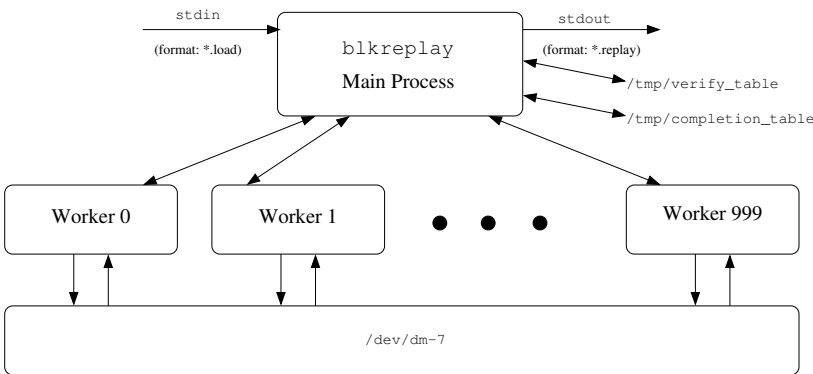 stdin
stdout
(format: *.load)
(format: *.replay)
blkreplay
Main Process
/tmp/verify_table
/tmp/completion_table
Worker 0
Worker 1
Worker 999
/dev/dm-7